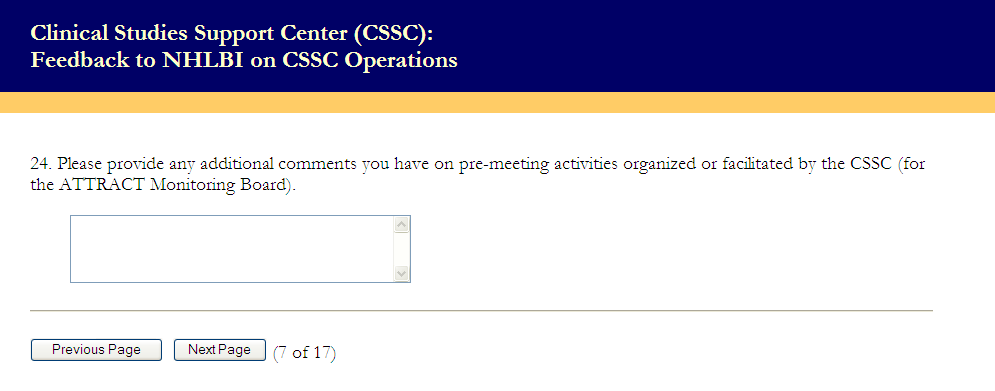 Clinical Studies Support Center (CSSC):
Feedback to NHLBI on CSSC Operations
24. Please provide any additional comments you have on pre-meeting activities organized or facilitated by the CSSC (for
the ATTRACT Monitoring Board).
Previous Page Next Page (7 of 17)